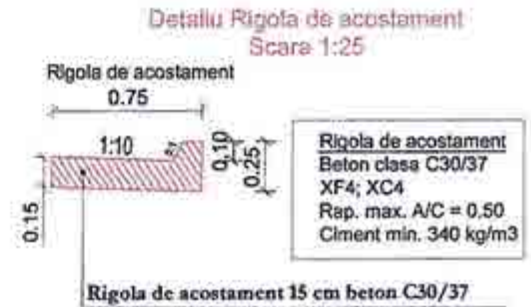 Detaliu Rigola de acostament
Scara 1:25
Rigola de acostament
0.75
1:10
0,10
0.25
0.15
Rigola de acostament
Beton clasa C30/37
XF4; XC4
Rap. max. A/C = 0,50
Ciment min. 340 kg/m3
Rigola de acostament 15 cm beton C30/37